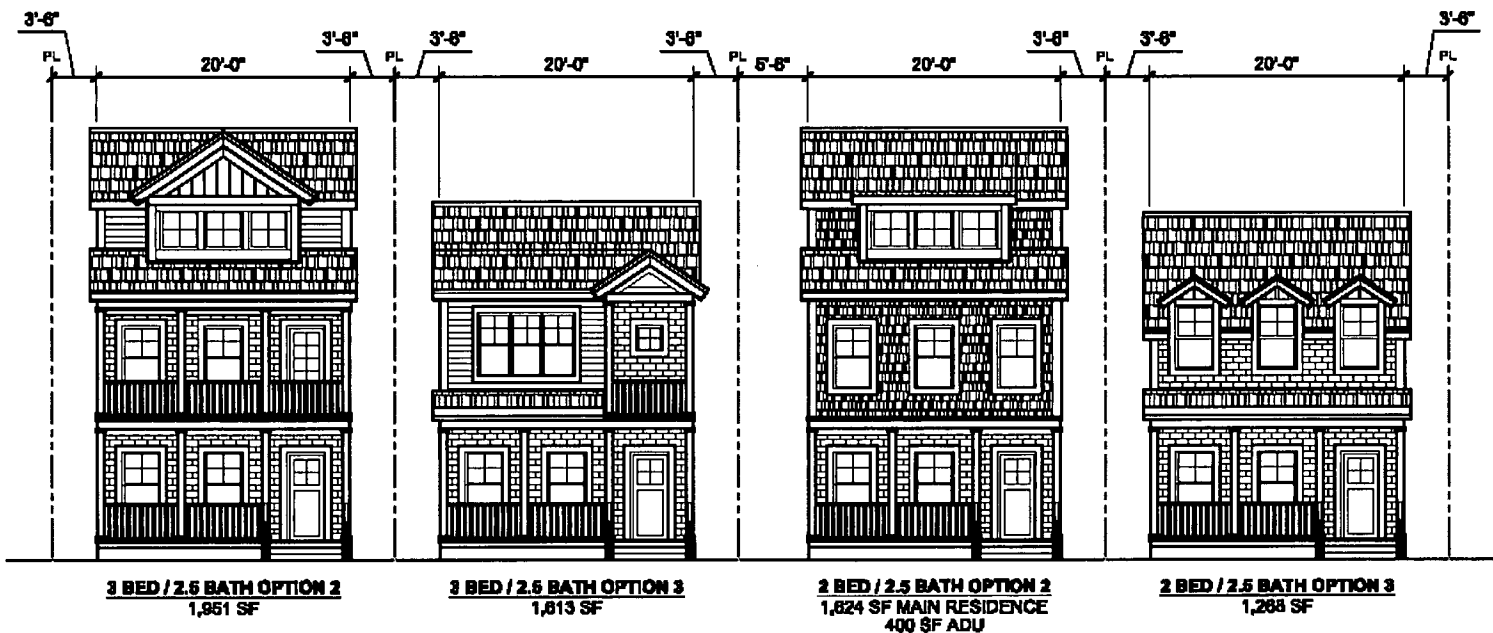 3'-6" 3'-6" 3'-6" 3'-6" 3'-6" 3'-6" 3'-6"
PL 20'-0" PL 20'-0" PL 5'-6" 20'-0" PL 20'-0" PL
3 BED / 2.5 BATH OPTION 2
1,951 SF
3 BED / 2.5 BATH OPTION 3
1,613 SF
2 BED / 2.5 BATH OPTION 2
1,624 SF MAIN RESIDENCE
400 SF ADU
2 BED / 2.5 BATH OPTION 3
1,268 SF